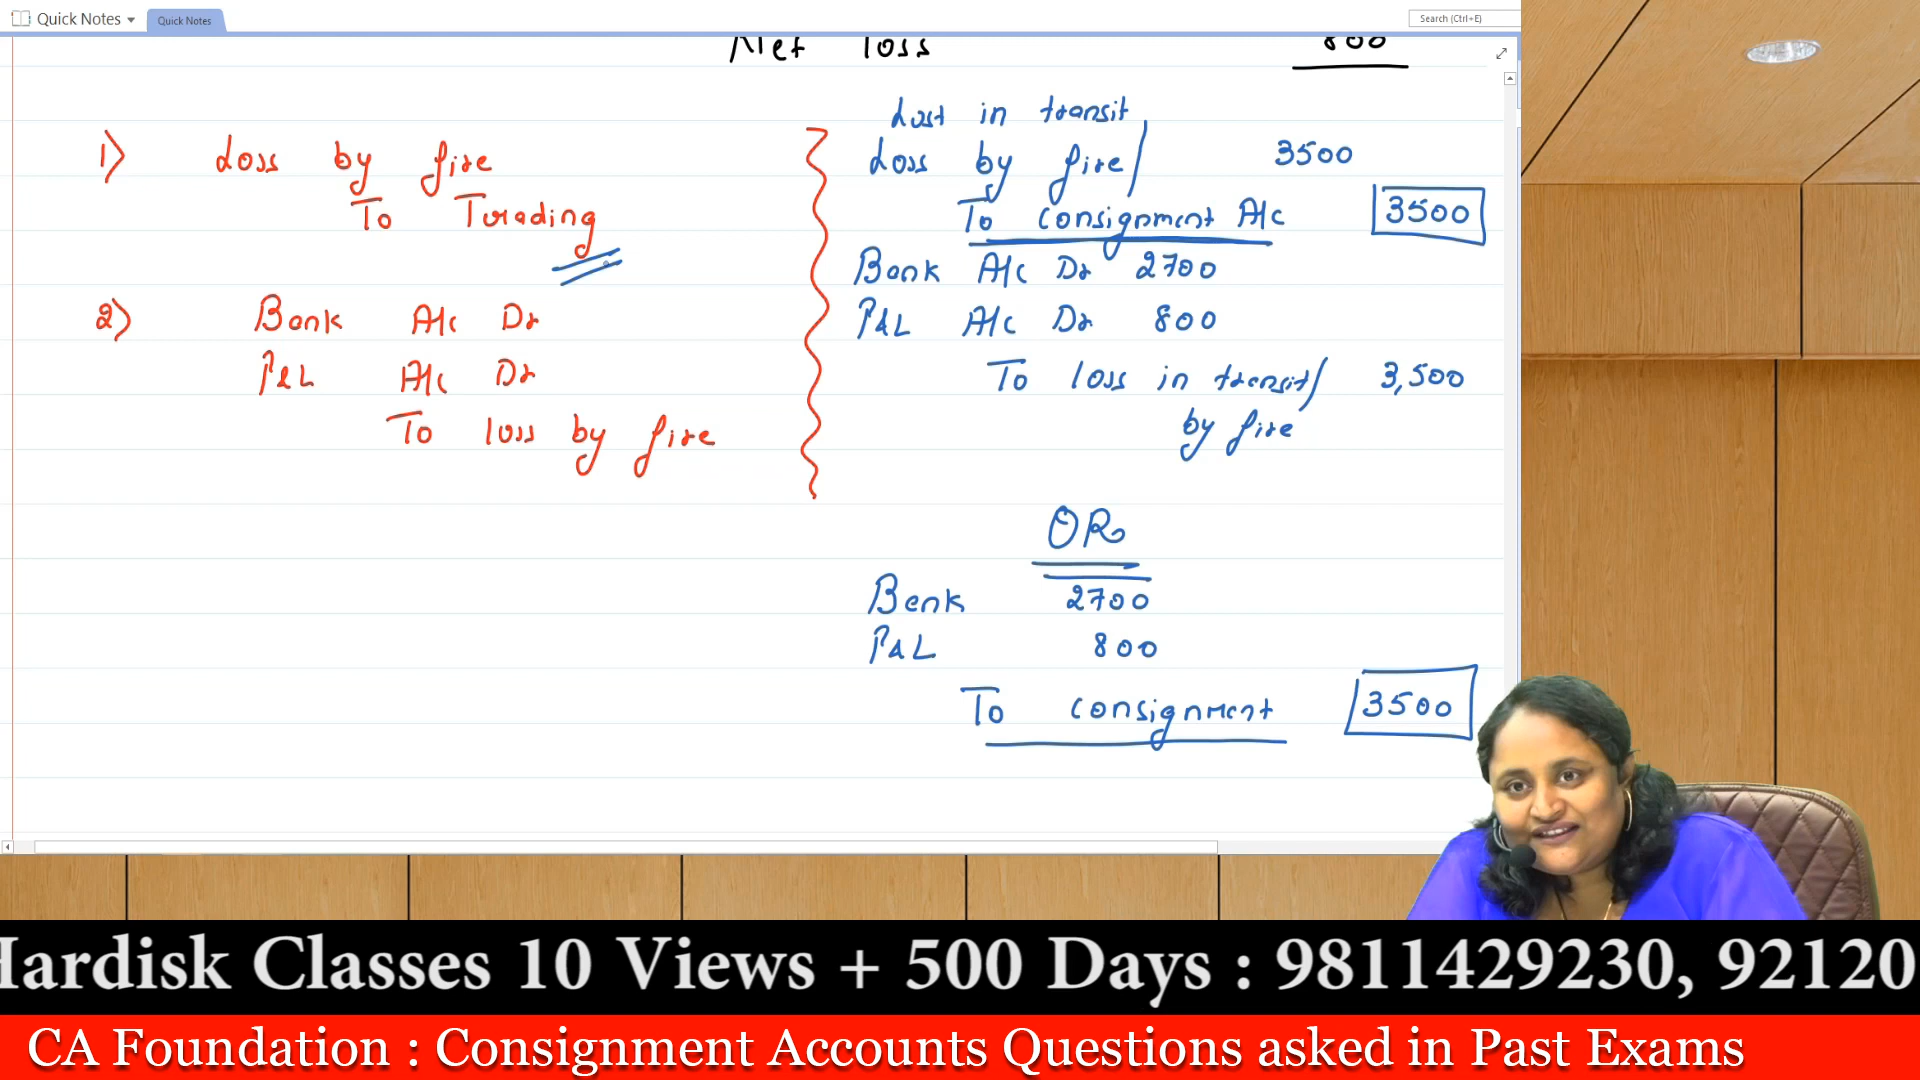 Quick Notes
Quick Notes
Search (Ctrl+E)
Net loss 800
1) Loss by fire
To Trading
2) Bank A/c Dr
P&L A/c Dr
To loss by fire
Lost in transit/
Loss by fire/ 3500
To consignment A/c 3500
Bank A/c Dr 2700
P&L A/c Dr 800
To loss in transit/ 3,500
by fire
OR
Bank 2700
P&L 800
To consignment 3500
Hardisk Classes 10 Views + 500 Days : 9811429230, 92120
CA Foundation : Consignment Accounts Questions asked in Past Exams